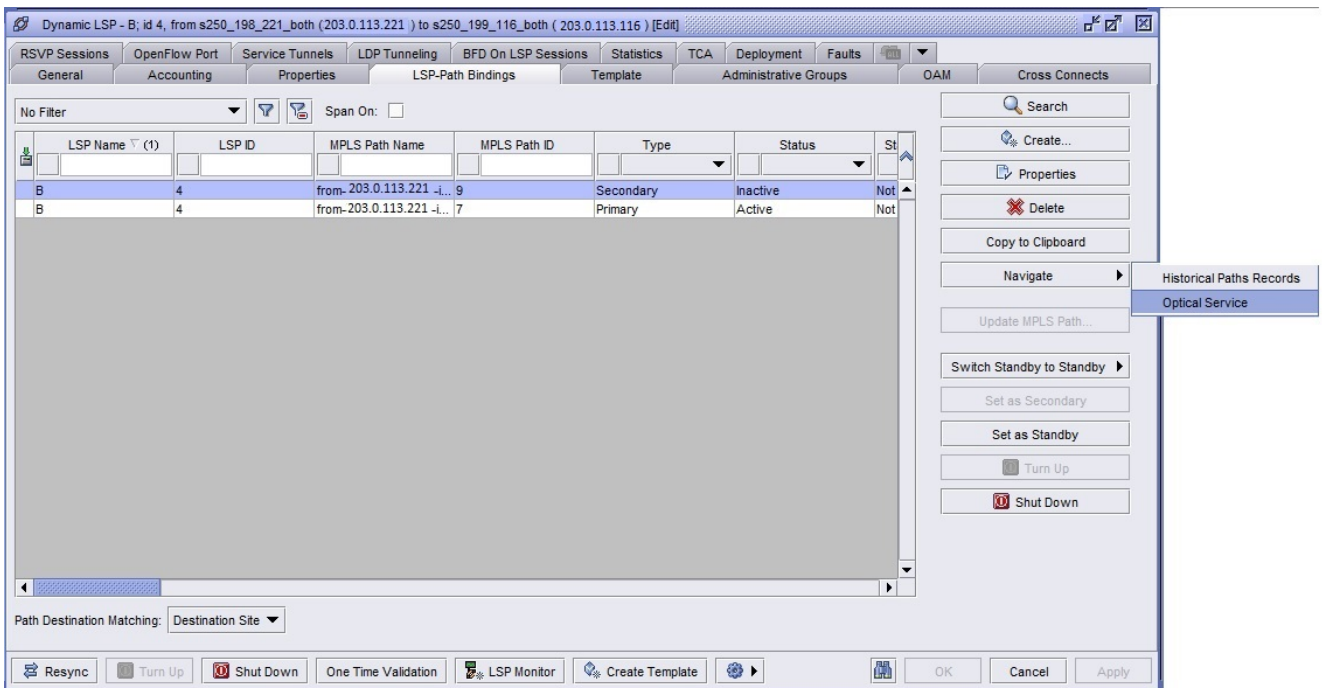 Dynamic LSP - B; id 4, from s250_198_221_both (203.0.113.221 ) to s250_199_116_both ( 203.0.113.116 ) [Edit]
RSVP Sessions OpenFlow Port Service Tunnels LDP Tunneling BFD On LSP Sessions Statistics TCA Deployment Faults
General Accounting Properties LSP-Path Bindings Template Administrative Groups OAM Cross Connects
No Filter Span On: Search
LSP Name (1) LSP ID MPLS Path Name MPLS Path ID Type Status St Create...
B 4 from-203.0.113.221 -i... 9 Secondary Inactive Not Properties
B 4 from-203.0.113.221 -i... 7 Primary Active Not Delete
Copy to Clipboard
Navigate Historical Paths Records
Optical Service
Update MPLS Path...
Switch Standby to Standby
Set as Secondary
Set as Standby
Turn Up
Shut Down
Path Destination Matching: Destination Site
Resync Turn Up Shut Down One Time Validation LSP Monitor Create Template OK Cancel Apply